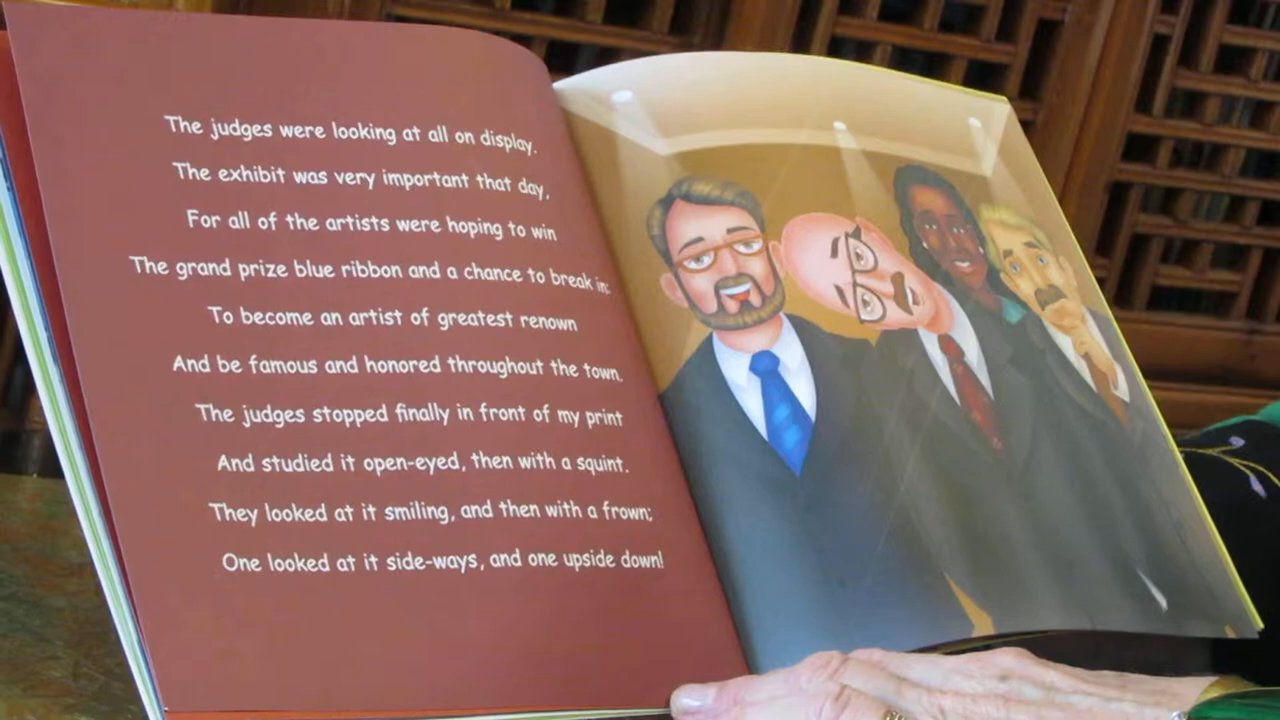 The judges were looking at all on display.
The exhibit was very important that day,
For all of the artists were hoping to win
The grand prize blue ribbon and a chance to break in:
To become an artist of greatest renown
And be famous and honored throughout the town.
The judges stopped finally in front of my print
And studied it open-eyed, then with a squint.
They looked at it smiling, and then with a frown;
One looked at it side-ways, and one upside down!